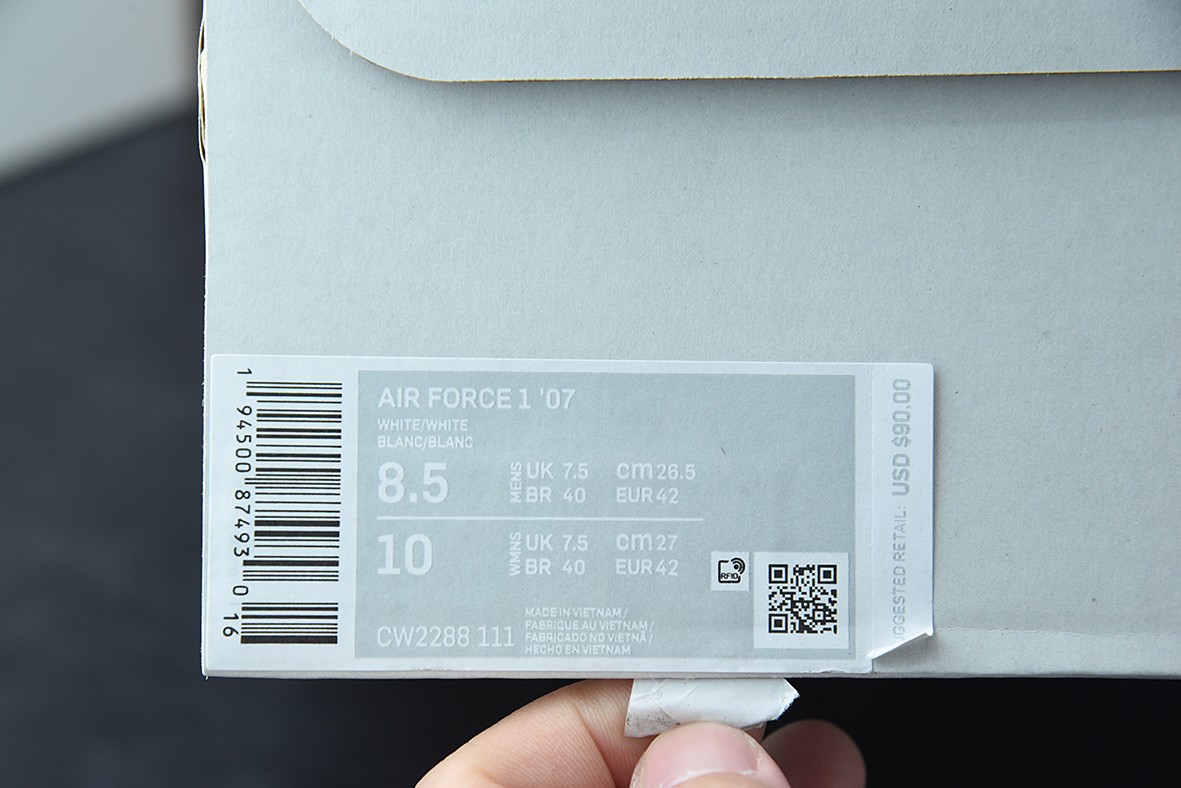 1 94500 87493 0 16
AIR FORCE 1 '07
WHITE/WHITE
BLANC/BLANC
8.5 MENS UK 7.5 cm 26.5
BR 40 EUR 42
10 WMNS UK 7.5 cm 27
BR 40 EUR 42
RFID
CW2288 111
MADE IN VIETNAM /
FABRIQUE AU VIETNAM /
FABRICADO NO VIETNÃ /
HECHO EN VIETNAM
UGGESTED RETAIL: USD $90.00